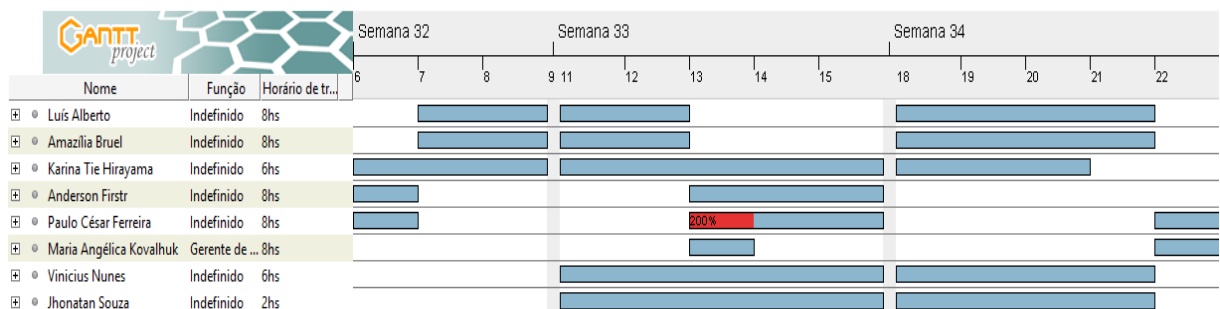 GANTT
project
Semana 32 Semana 33 Semana 34
6 7 8 9 11 12 13 14 15 18 19 20 21 22
Nome Função Horário de tr...
Luís Alberto Indefinido 8hs
Amazília Bruel Indefinido 8hs
Karina Tie Hirayama Indefinido 6hs
Anderson Firstr Indefinido 8hs
Paulo César Ferreira Indefinido 8hs 200%
Maria Angélica Kovalhuk Gerente de ... 8hs
Vinicius Nunes Indefinido 6hs
Jhonatan Souza Indefinido 2hs